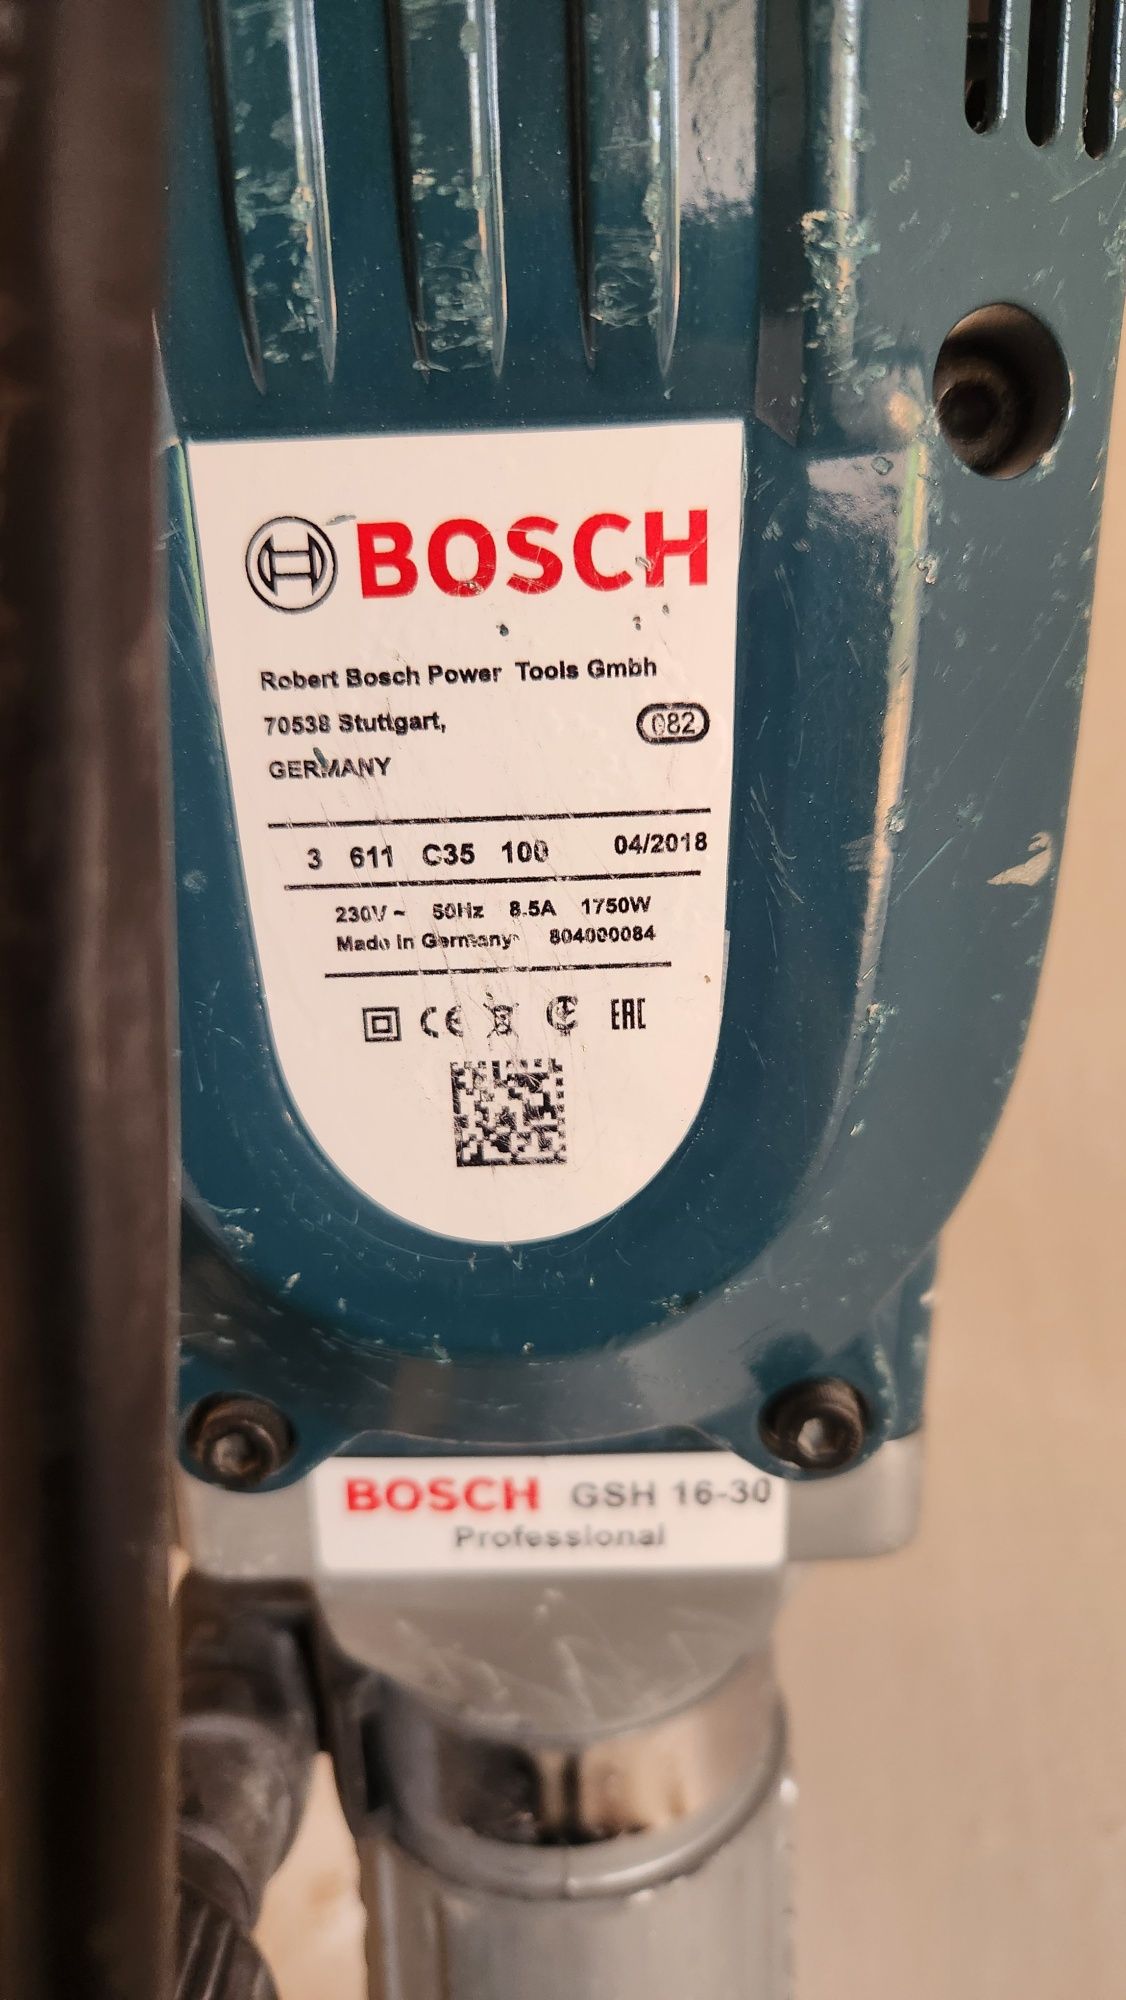 BOSCH
Robert Bosch Power Tools Gmbh
70538 Stuttgart,
082
GERMANY
3 611 C35 100 04/2018
230V ~ 50Hz 8.5A 1750W
Made in Germany 804000084
CE EAC
BOSCH GSH 16-30
Professional